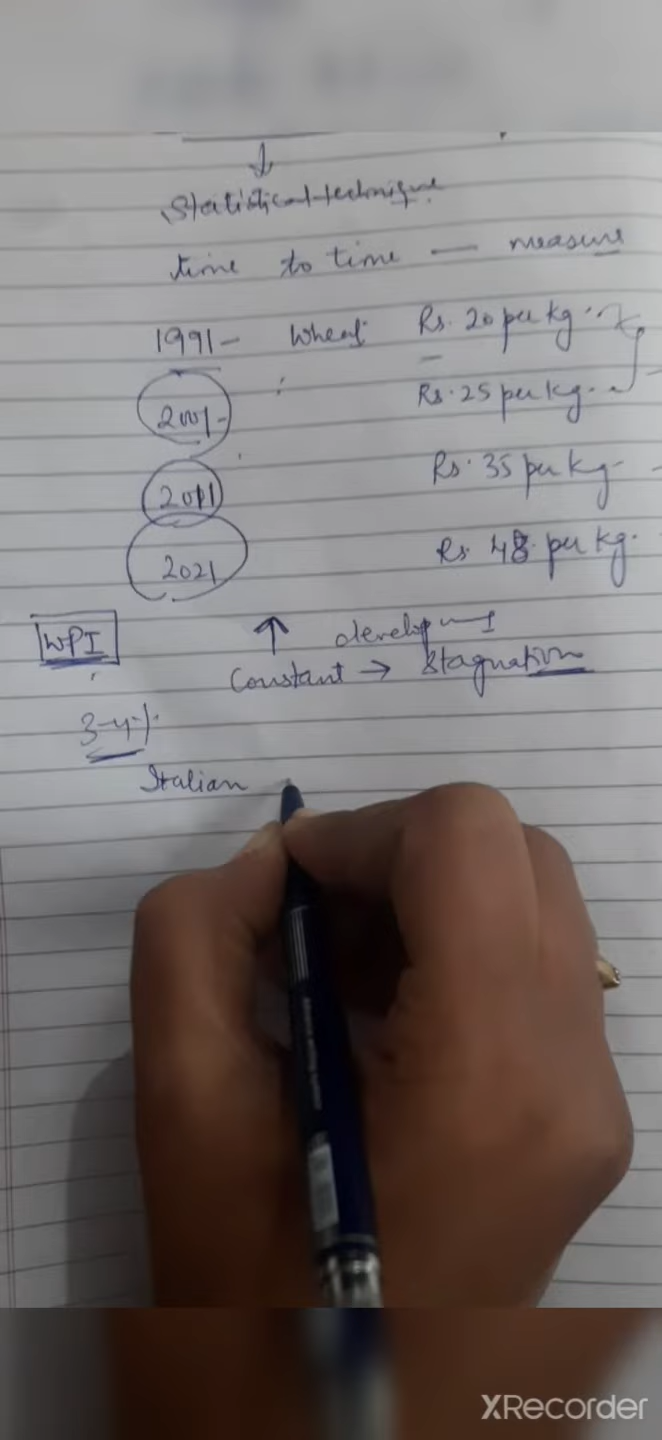 Statistical technique
time to time — measure
1991 - Wheat Rs. 20 per kg.
2001 - Rs. 25 per kg.
2011 Rs. 35 per kg -
2021 Rs. 48 per kg.
↑ development
WPI Constant → Stagnation
3-4%
Italian
XRecorder